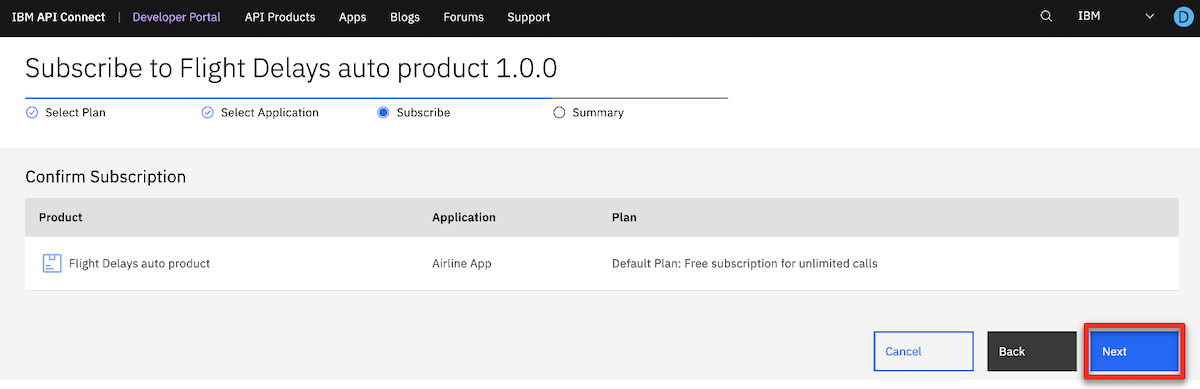 IBM API Connect | Developer Portal API Products Apps Blogs Forums Support IBM D
Subscribe to Flight Delays auto product 1.0.0
Select Plan Select Application Subscribe Summary
Confirm Subscription
Product Application Plan
Flight Delays auto product Airline App Default Plan: Free subscription for unlimited calls
Cancel Back Next